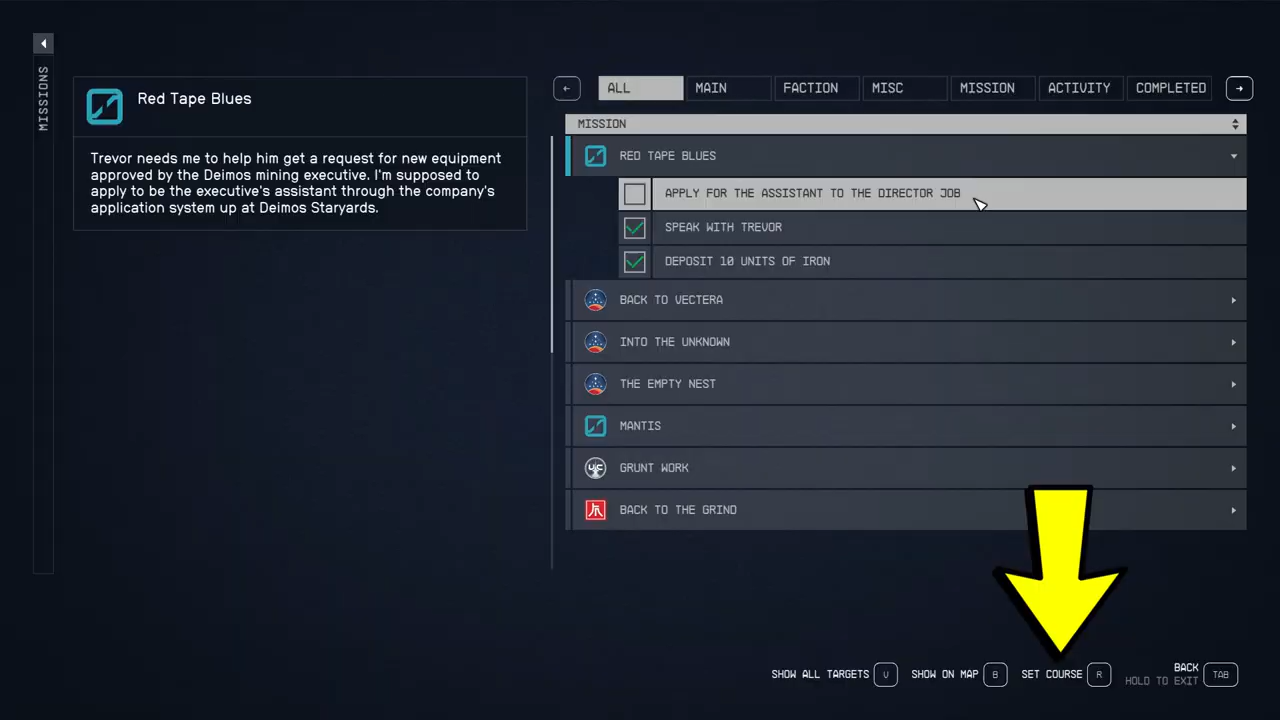 MISSIONS
Red Tape Blues
Trevor needs me to help him get a request for new equipment
approved by the Deimos mining executive. I'm supposed to
apply to be the executive's assistant through the company's
application system up at Deimos Staryards.
ALL MAIN FACTION MISC MISSION ACTIVITY COMPLETED
MISSION
RED TAPE BLUES
APPLY FOR THE ASSISTANT TO THE DIRECTOR JOB
SPEAK WITH TREVOR
DEPOSIT 10 UNITS OF IRON
BACK TO VECTERA
INTO THE UNKNOWN
THE EMPTY NEST
MANTIS
UC GRUNT WORK
BACK TO THE GRIND
SHOW ALL TARGETS V SHOW ON MAP B SET COURSE R BACK TAB
HOLD TO EXIT